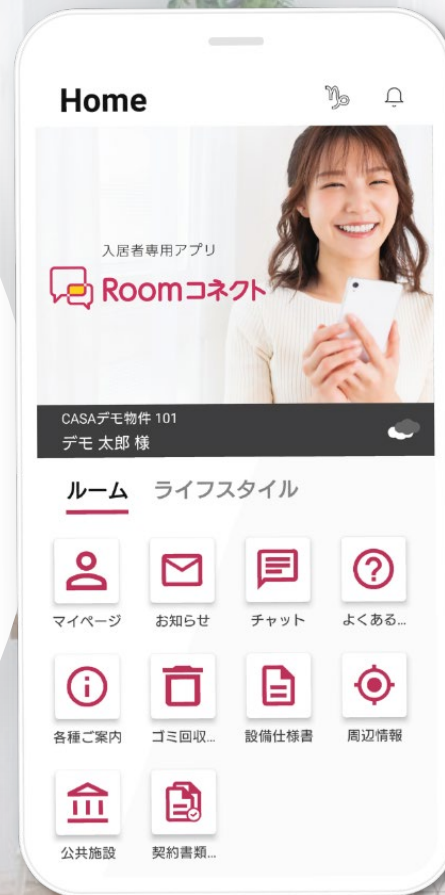 Home
入居者専用アプリ
Roomコネクト
CASAデモ物件 101
デモ 太郎 様
ルーム ライフスタイル
マイページ お知らせ チャット よくある...
各種ご案内 ゴミ回収... 設備仕様書 周辺情報
公共施設 契約書類...